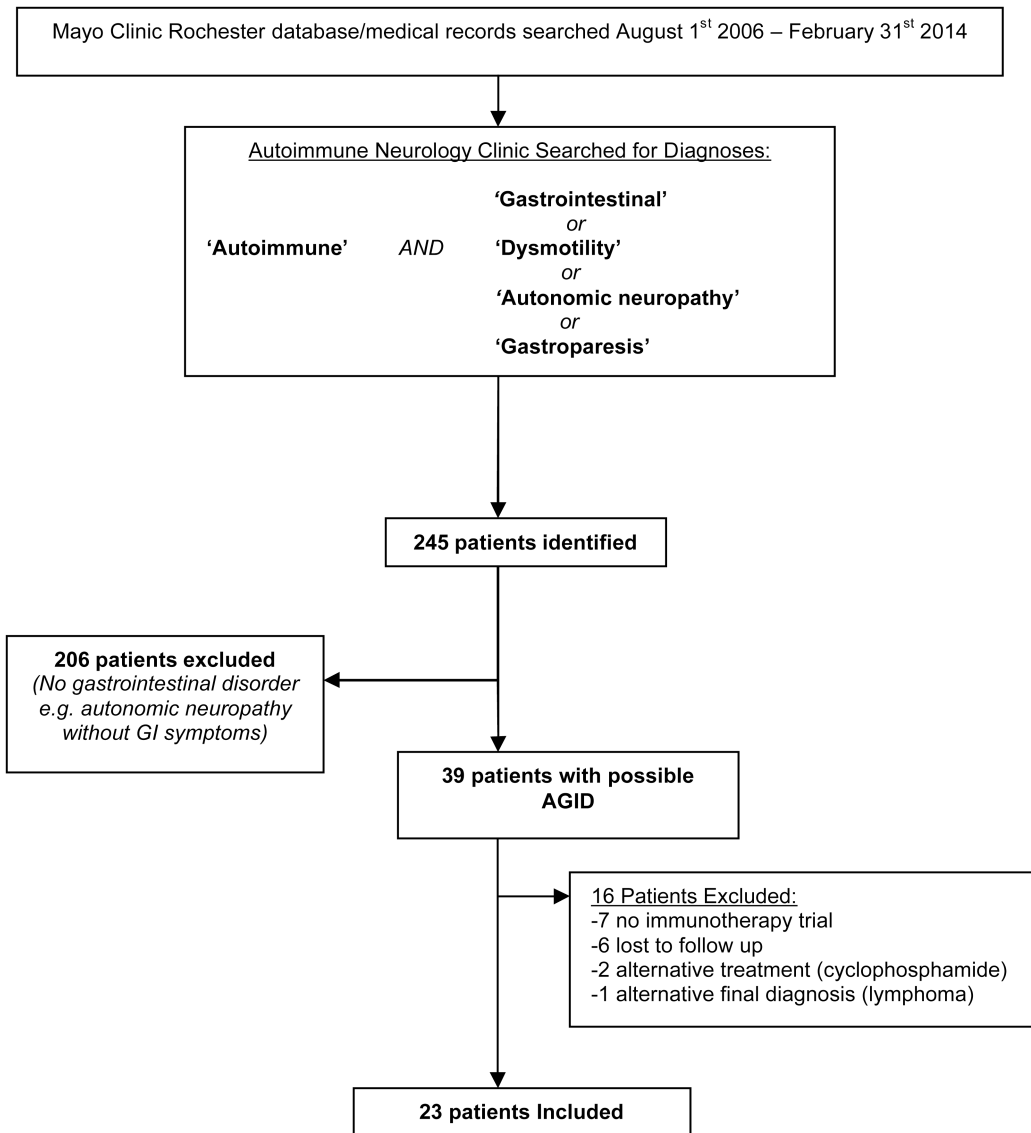 Mayo Clinic Rochester database/medical records searched August 1st 2006 – February 31st 2014
Autoimmune Neurology Clinic Searched for Diagnoses:
‘Gastrointestinal’
or
‘Autoimmune’ AND ‘Dysmotility’
or
‘Autonomic neuropathy’
or
‘Gastroparesis’
245 patients identified
206 patients excluded
(No gastrointestinal disorder
e.g. autonomic neuropathy
without GI symptoms)
39 patients with possible
AGID
16 Patients Excluded:
-7 no immunotherapy trial
-6 lost to follow up
-2 alternative treatment (cyclophosphamide)
-1 alternative final diagnosis (lymphoma)
23 patients Included